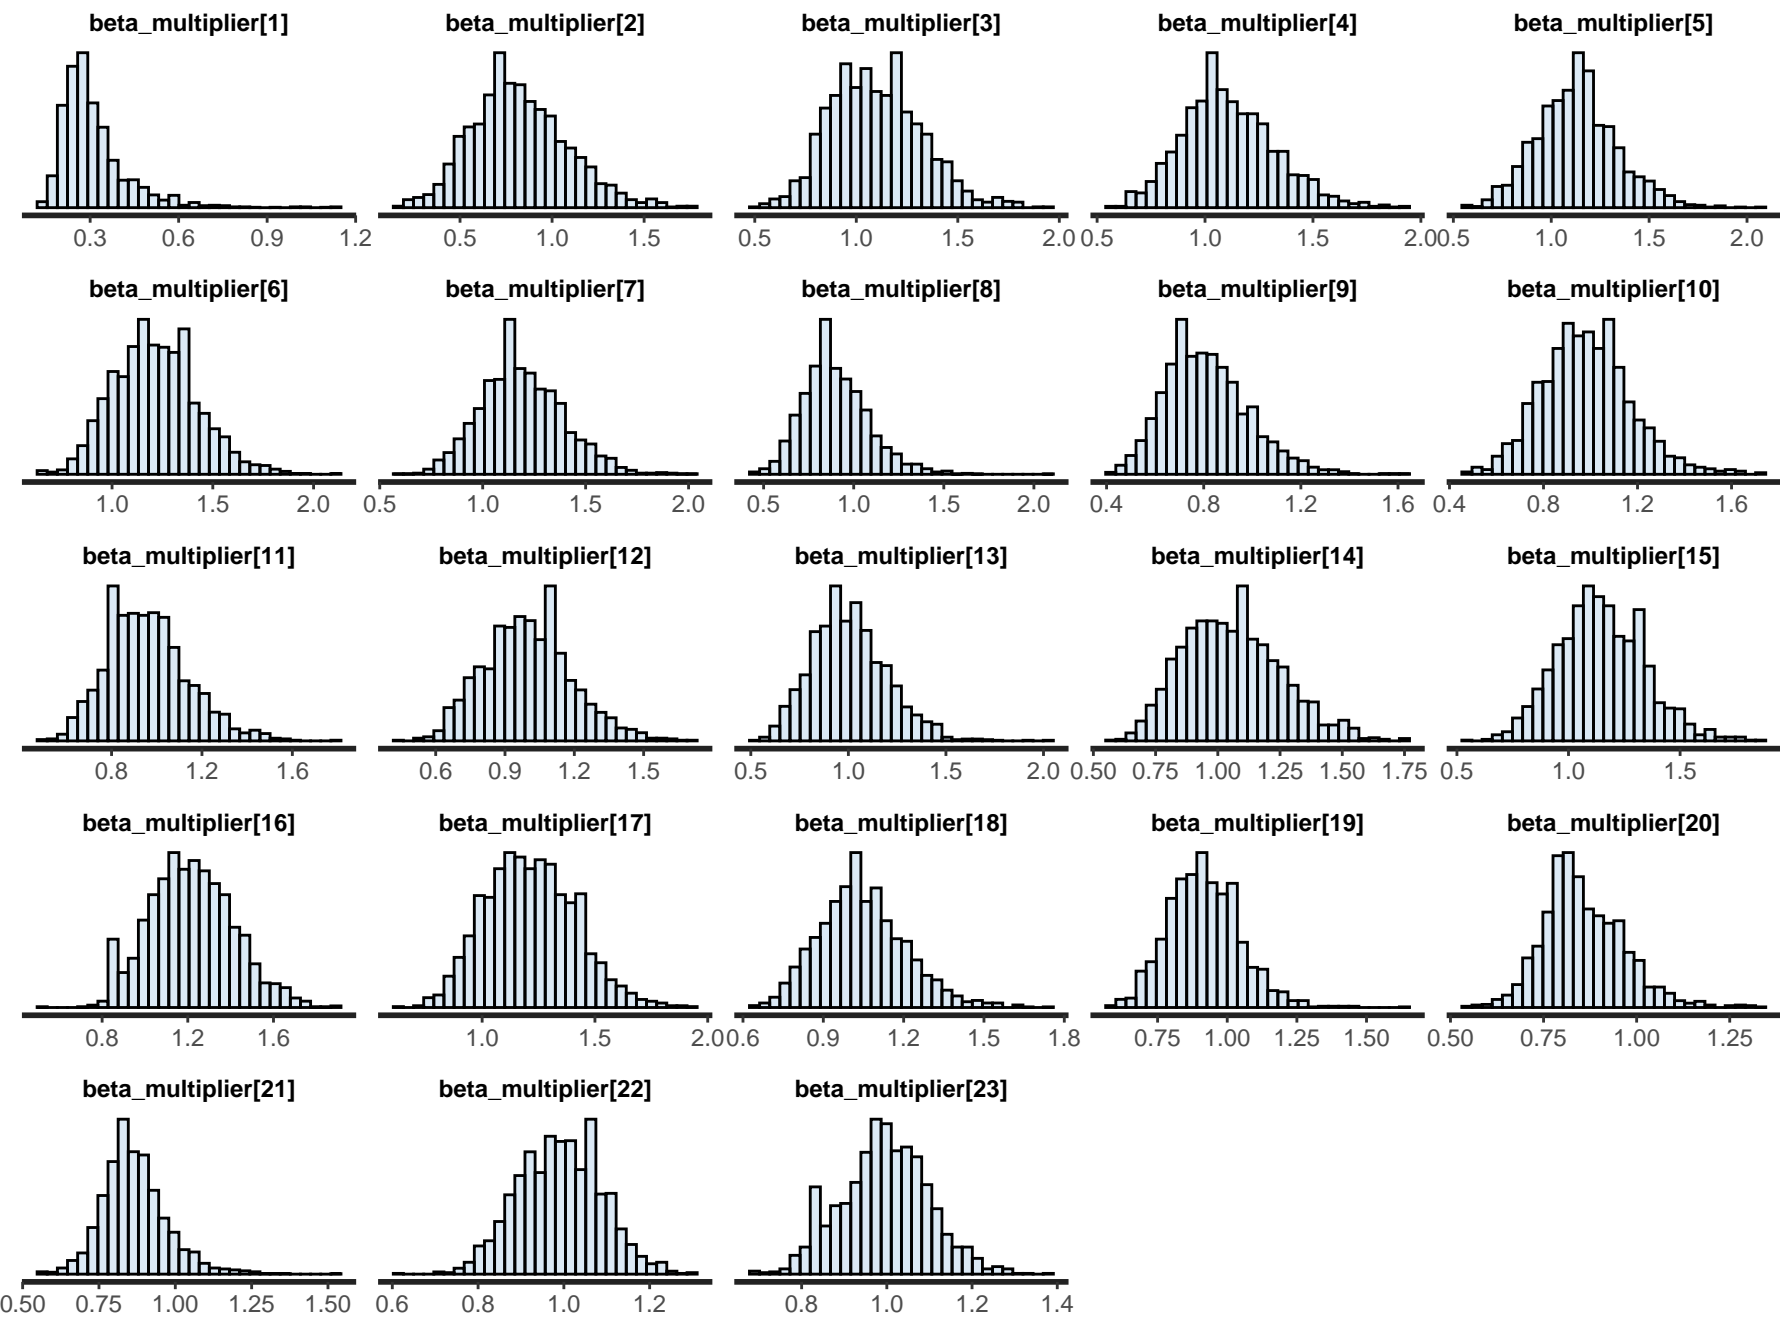 beta_multiplier[1] beta_multiplier[2] beta_multiplier[3] beta_multiplier[4] beta_multiplier[5]
0.3 0.6 0.9 1.2 0.5 1.0 1.5 0.5 1.0 1.5 2.0 0.5 1.0 1.5 2.0 0.5 1.0 1.5 2.0
beta_multiplier[6] beta_multiplier[7] beta_multiplier[8] beta_multiplier[9] beta_multiplier[10]
1.0 1.5 2.0 0.5 1.0 1.5 2.0 0.5 1.0 1.5 2.0 0.4 0.8 1.2 1.6 0.4 0.8 1.2 1.6
beta_multiplier[11] beta_multiplier[12] beta_multiplier[13] beta_multiplier[14] beta_multiplier[15]
0.8 1.2 1.6 0.6 0.9 1.2 1.5 0.5 1.0 1.5 2.0 0.50 0.75 1.00 1.25 1.50 1.75 0.5 1.0 1.5
beta_multiplier[16] beta_multiplier[17] beta_multiplier[18] beta_multiplier[19] beta_multiplier[20]
0.8 1.2 1.6 1.0 1.5 2.0 0.6 0.9 1.2 1.5 1.8 0.75 1.00 1.25 1.50 0.50 0.75 1.00 1.25
beta_multiplier[21] beta_multiplier[22] beta_multiplier[23]
0.50 0.75 1.00 1.25 1.50 0.6 0.8 1.0 1.2 0.8 1.0 1.2 1.4